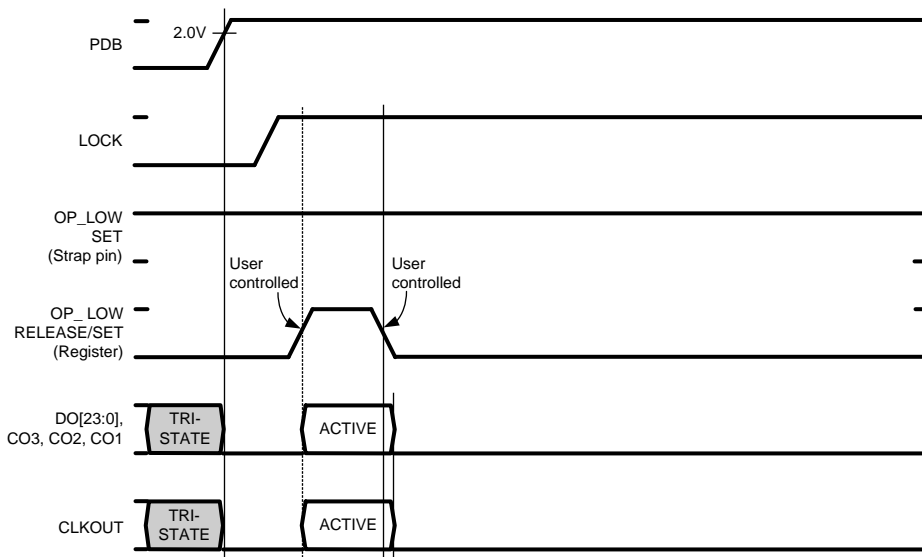 PDB
2.0V
LOCK
OP_LOW
SET
(Strap pin)
User
controlled
User
controlled
OP_ LOW
RELEASE/SET
(Register)
DO[23:0],
CO3, CO2, CO1
TRI-
STATE
ACTIVE
CLKOUT
TRI-
STATE
ACTIVE